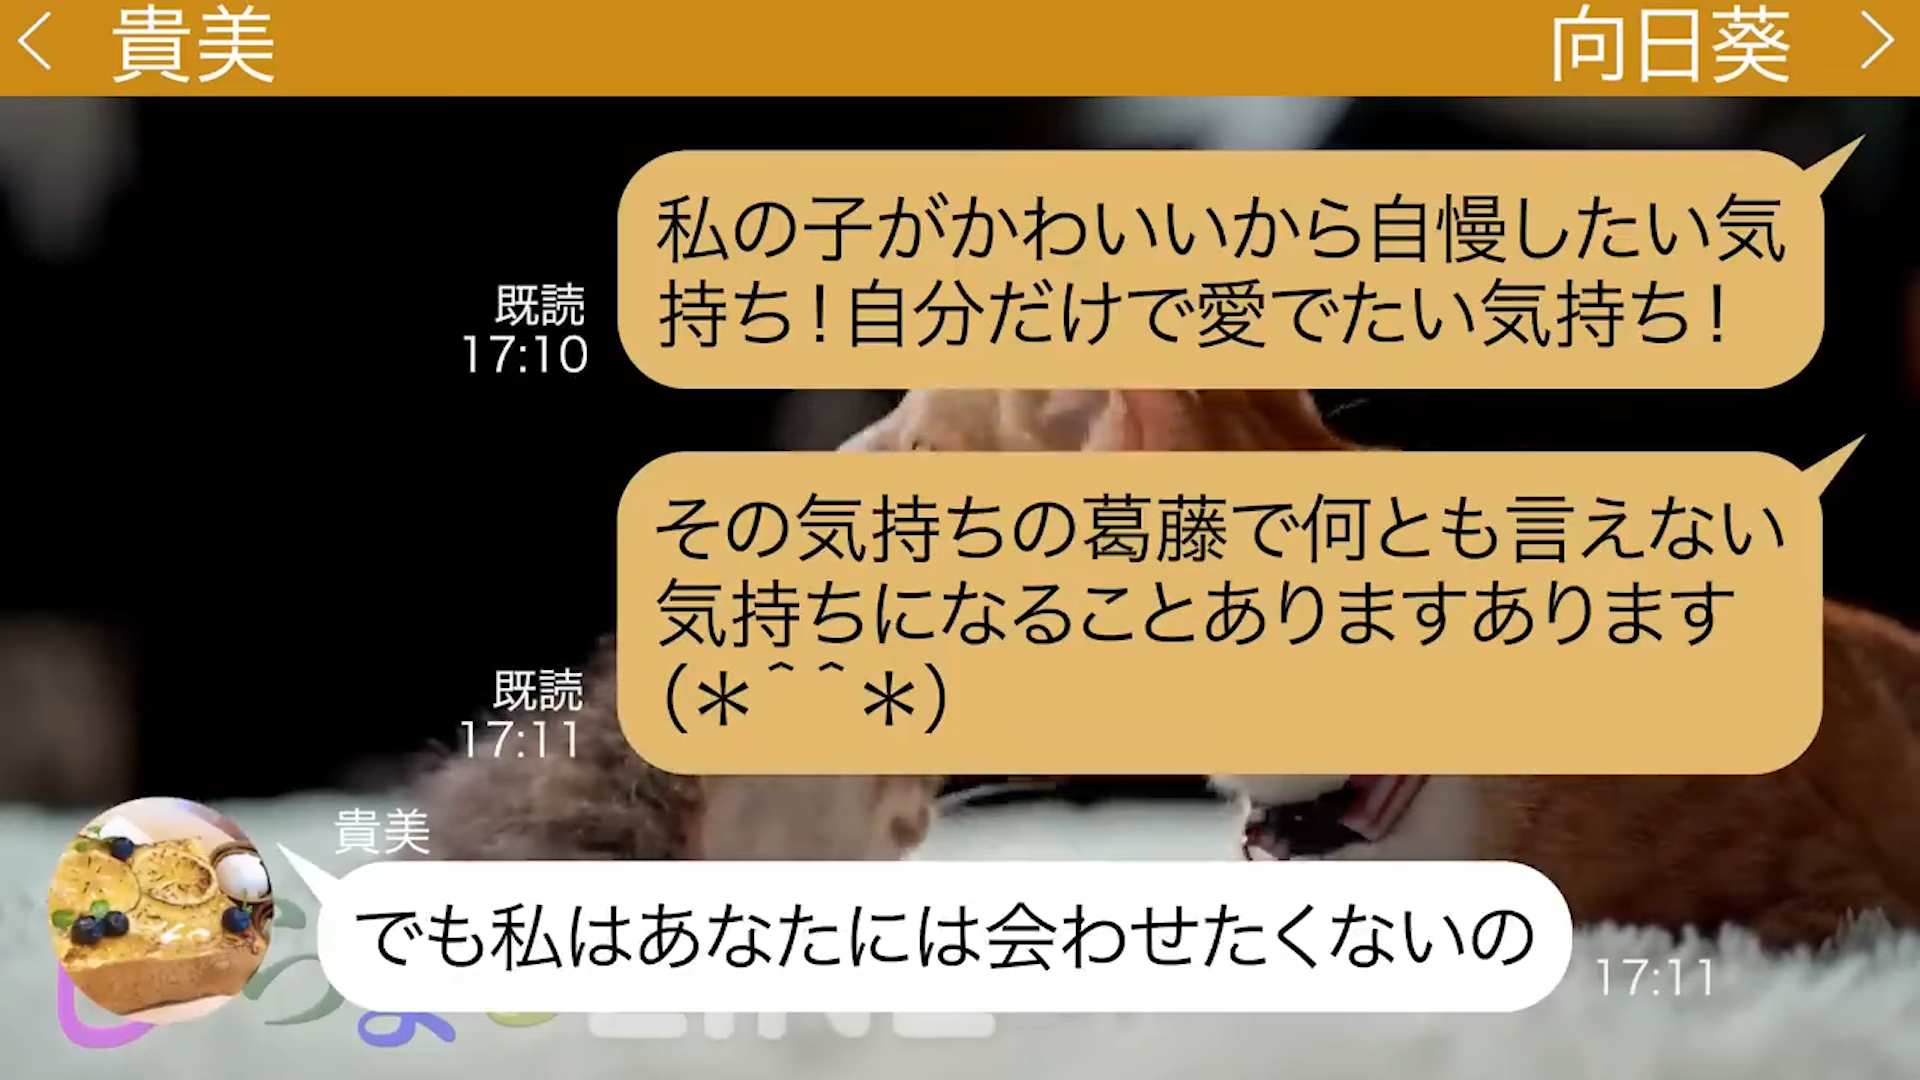 貴美
向日葵
私の子がかわいいから自慢したい気
持ち！自分だけで愛でたい気持ち！
既読
17:10
その気持ちの葛藤で何とも言えない
気持ちになることありますあります
(＊＾＾＊)
既読
17:11
貴美
でも私はあなたには会わせたくないの
17:11